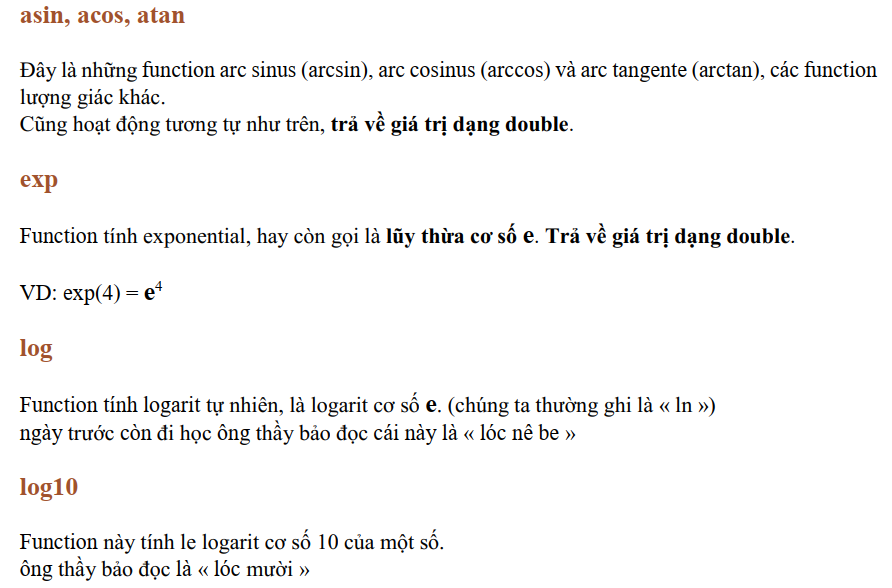 asin, acos, atan
Đây là những function arc sinus (arcsin), arc cosinus (arccos) và arc tangente (arctan), các function
lượng giác khác.
Cũng hoạt động tương tự như trên, trả về giá trị dạng double.
exp
Function tính exponential, hay còn gọi là lũy thừa cơ số e. Trả về giá trị dạng double.
VD: exp(4) = e⁴
log
Function tính logarit tự nhiên, là logarit cơ số e. (chúng ta thường ghi là « ln »)
ngày trước còn đi học ông thầy bảo đọc cái này là « lóc nê be »
log10
Function này tính le logarit cơ số 10 của một số.
ông thầy bảo đọc là « lóc mười »